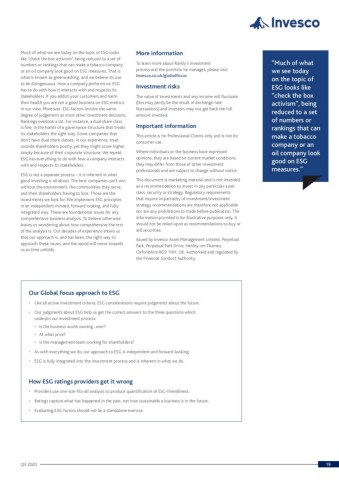 Invesco
Much of what we see today on the topic of ESG looks
like "check the box activism", being reduced to a set of
numbers or rankings that can make a tobacco company
or an oil company look good on ESG measures. That is
what is known as greenwashing, and we believe its use
to be disingenuous. How a company performs on ESG
has to do with how it interacts with and respects its
stakeholders. If you addict your customers and harm
their health you are not a good business on ESG metrics,
in our view. Moreover, ESG factors involve the same
degree of judgement as most other investment decisions.
Rankings overlook a lot. For instance, a dual share class
is fine, in the hands of a governance structure that treats
its stakeholders the right way. Some companies that
don't have dual share classes, in our experience, treat
outside shareholders poorly, yet they might score higher
simply because of their corporate structure. We repeat:
ESG has everything to do with how a company interacts
with and respects its stakeholders.
ESG is not a separate process – it is inherent in what
good investing is all about. The best companies can't win
without the environment, the communities they serve,
and their shareholders having to lose. Those are the
investments we look for. We implement ESG principles
in an independent minded, forward looking, and fully
integrated way. These are foundational issues for any
comprehensive business analysis. To believe otherwise
leaves us wondering about how comprehensive the rest
of the analysis is. Our decades of experience shows us
that our approach is, and has been, the right way to
approach these issues, and the world will move towards
us as time unfolds.
More information
To learn more about Randy's investment
process and the portfolio he manages please visit
invesco.co.uk/globalfocus
Investment risks
The value of investments and any income will fluctuate
(this may partly be the result of exchange rate
fluctuations) and investors may not get back the full
amount invested.
Important information
This article is for Professional Clients only and is not for
consumer use.
Where individuals or the business have expressed
opinions, they are based on current market conditions,
they may differ from those of other investment
professionals and are subject to change without notice.
This document is marketing material and is not intended
as a recommendation to invest in any particular asset
class, security or strategy. Regulatory requirements
that require impartiality of investment/investment
strategy recommendations are therefore not applicable
nor are any prohibitions to trade before publication. The
information provided is for illustrative purposes only, it
should not be relied upon as recommendations to buy or
sell securities.
Issued by Invesco Asset Management Limited, Perpetual
Park, Perpetual Park Drive, Henley-on-Thames,
Oxfordshire RG9 1HH, UK. Authorised and regulated by
the Financial Conduct Authority.
"Much of what
we see today
on the topic of
ESG looks like
"check the box
activism", being
reduced to a set
of numbers or
rankings that can
make a tobacco
company or an
oil company look
good on ESG
measures."
Our Global Focus approach to ESG
• Like all active investment criteria, ESG considerations require judgments about the future.
• Our judgments about ESG help us get the correct answers to the three questions which
underpin our investment process:
• Is the business worth owning, ever?
• At what price?
• Is the management team working for shareholders?
• As with everything we do, our approach to ESG is independent and forward-looking.
• ESG is fully integrated into the investment process and is inherent in what we do.
How ESG ratings providers get it wrong
• Providers use one-size-fits-all analysis to produce quantification of ESG-friendliness.
• Ratings capture what has happened in the past, not how sustainable a business is in the future.
• Evaluating ESG factors should not be a standalone exercise.